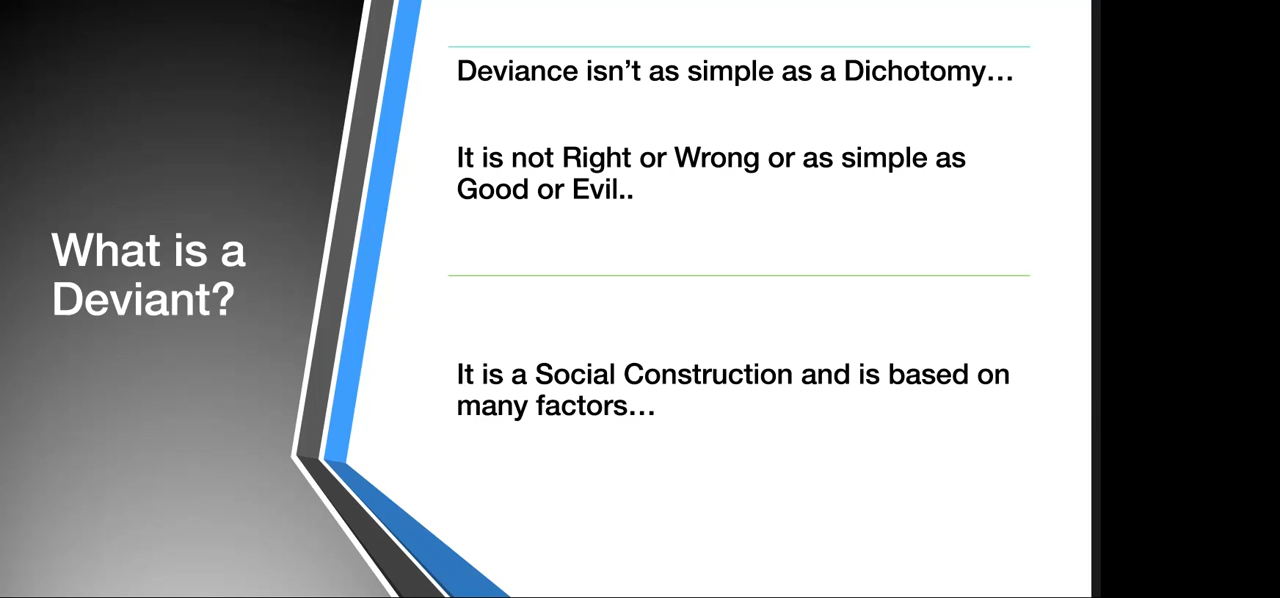 What is a
Deviant?
Deviance isn’t as simple as a Dichotomy…
It is not Right or Wrong or as simple as
Good or Evil..
It is a Social Construction and is based on
many factors…